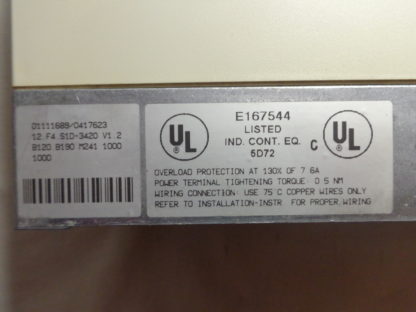 01111689/0417623
12.F4.S1D-3420 V1.2
B120 B190 M241 1000
1000
UL
E167544
LISTED
IND. CONT. EQ.
5D72
C UL
OVERLOAD PROTECTION AT 130% OF 7.6A
POWER TERMINAL TIGHTENING TORQUE: 0.5 NM
WIRING CONNECTION: USE 75 C COPPER WIRES ONLY
REFER TO INSTALLATION-INSTR. FOR PROPER WIRING